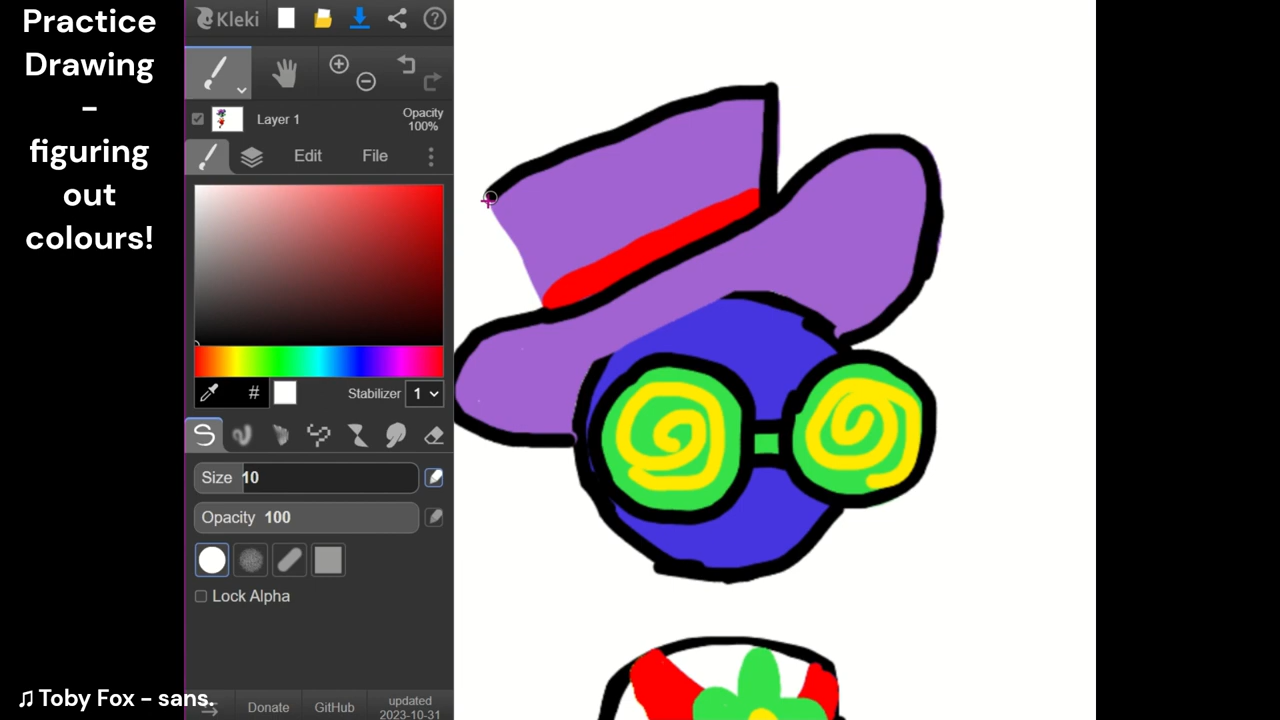 Practice
Drawing
–
figuring
out
colours!
Kleki
Layer 1
Opacity
100%
Edit
File
#
Stabilizer 1
Size 10
Opacity 100
Lock Alpha
♫ Toby Fox – sans.
Donate
GitHub
updated
2023-10-31